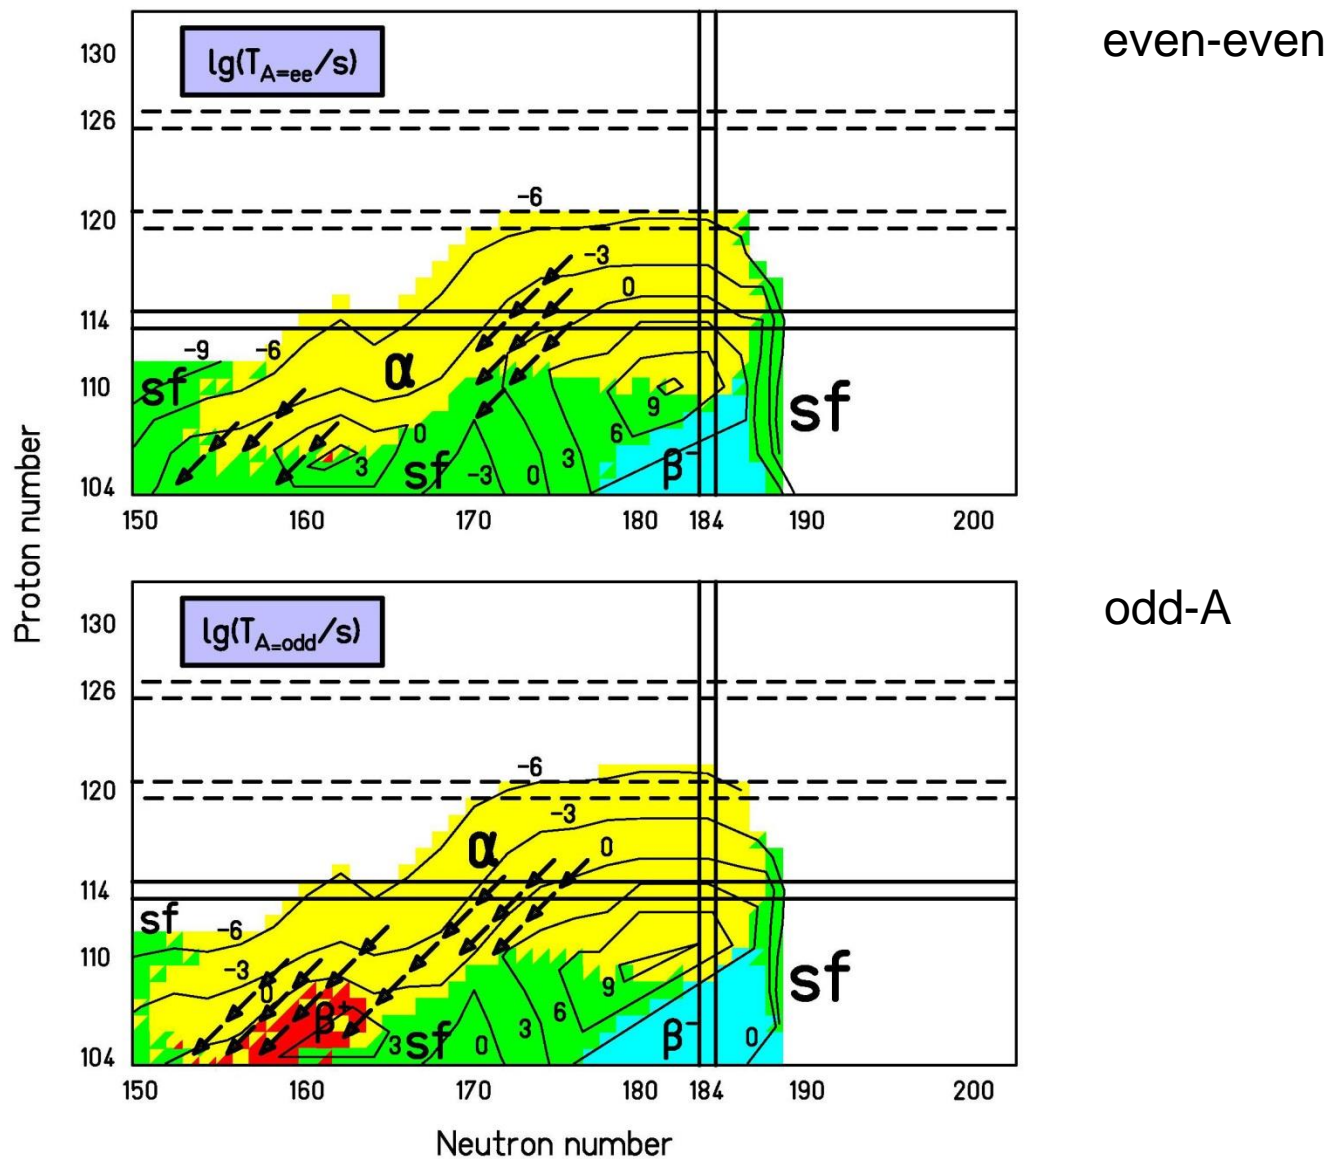 even-even
lg(T_{A=ee}/s)
130
126
120
114
110
104
-6
-3
0
-9
-6
sf
α
9
6
0
3
sf
-3
0
3
β⁻
sf
150
160
170
180
184
190
200
Proton number
odd-A
lg(T_{A=odd}/s)
130
126
120
114
110
104
-6
-3
0
α
sf
-6
-3
0
β⁺
3
sf
0
3
6
9
β⁻
0
sf
150
160
170
180
184
190
200
Neutron number